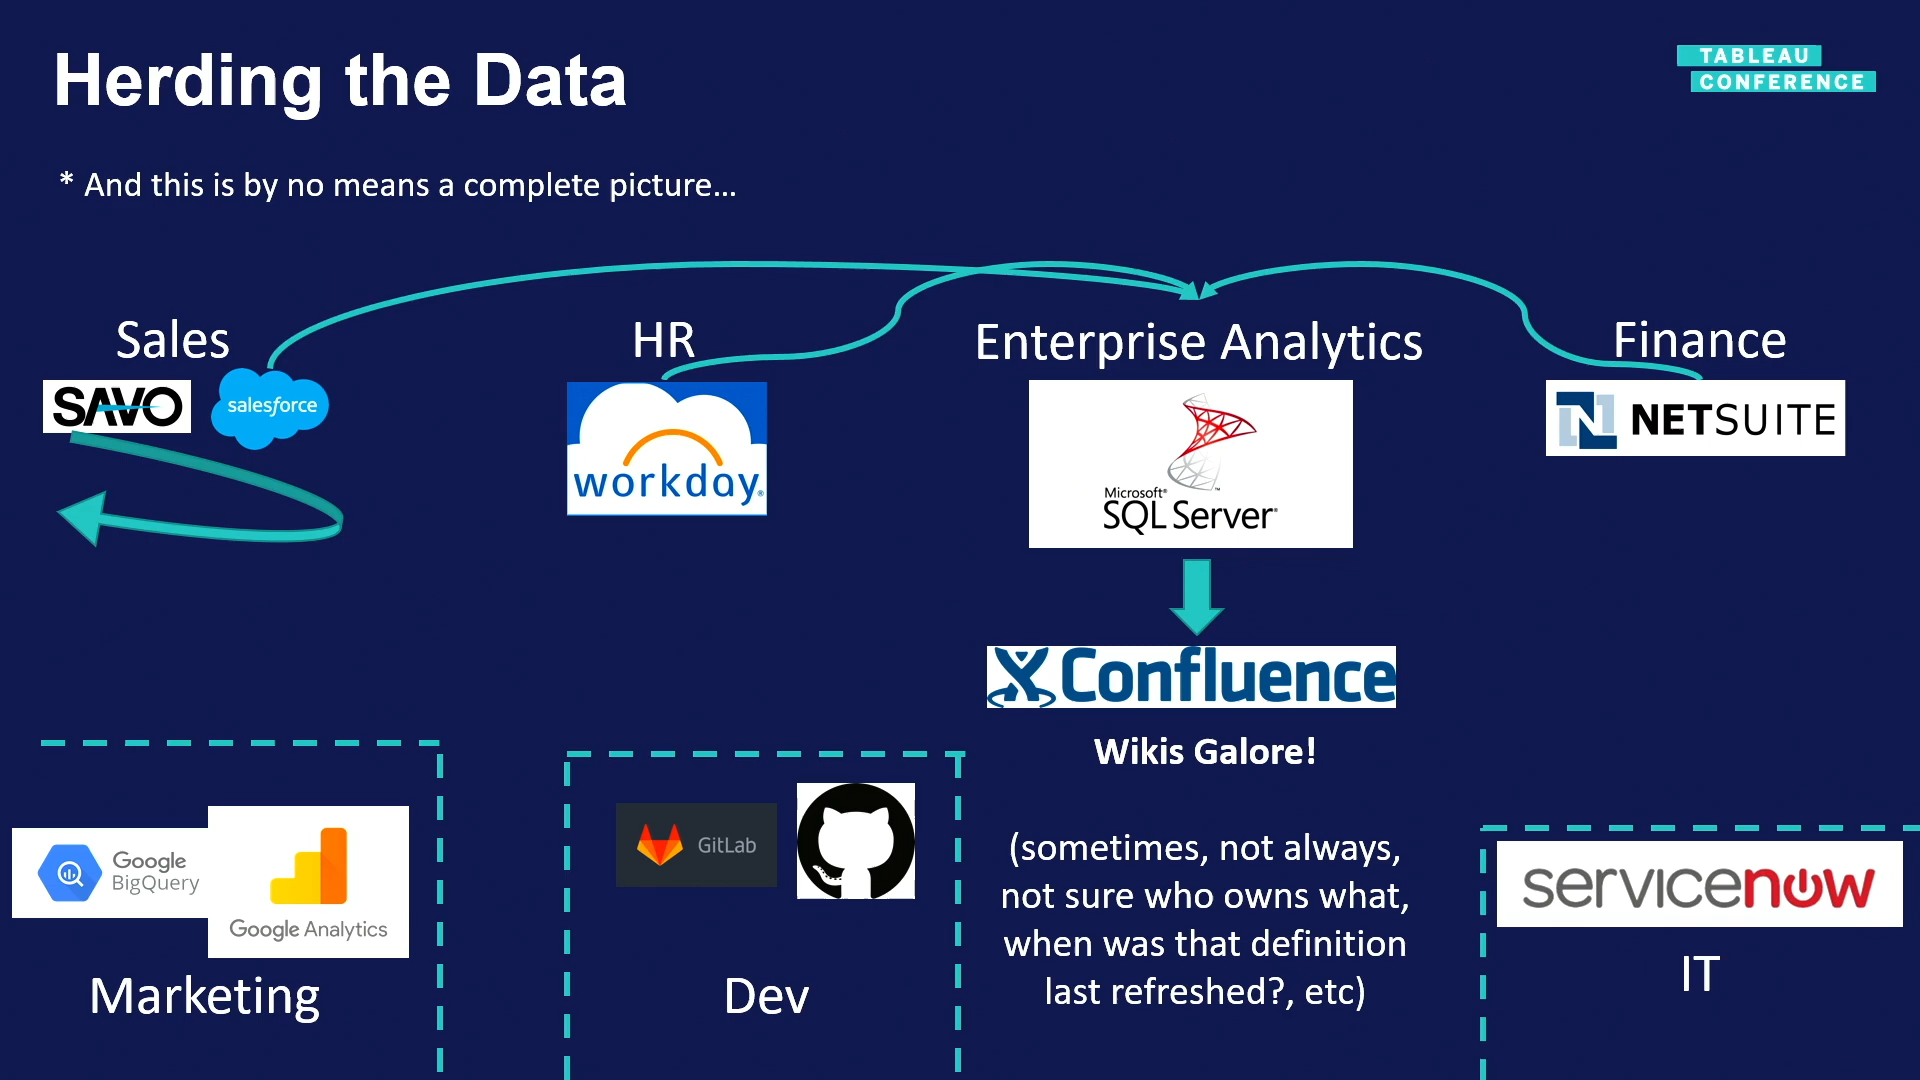 Herding the Data
TABLEAU
CONFERENCE
* And this is by no means a complete picture...
Sales
HR
Enterprise Analytics
Finance
SAVO
salesforce
workday®
Microsoft®
SQL Server®
NETSUITE
Confluence
Wikis Galore!
(sometimes, not always,
not sure who owns what,
when was that definition
last refreshed?, etc)
Google
BigQuery
Google Analytics
Marketing
GitLab
Dev
servicenow
IT